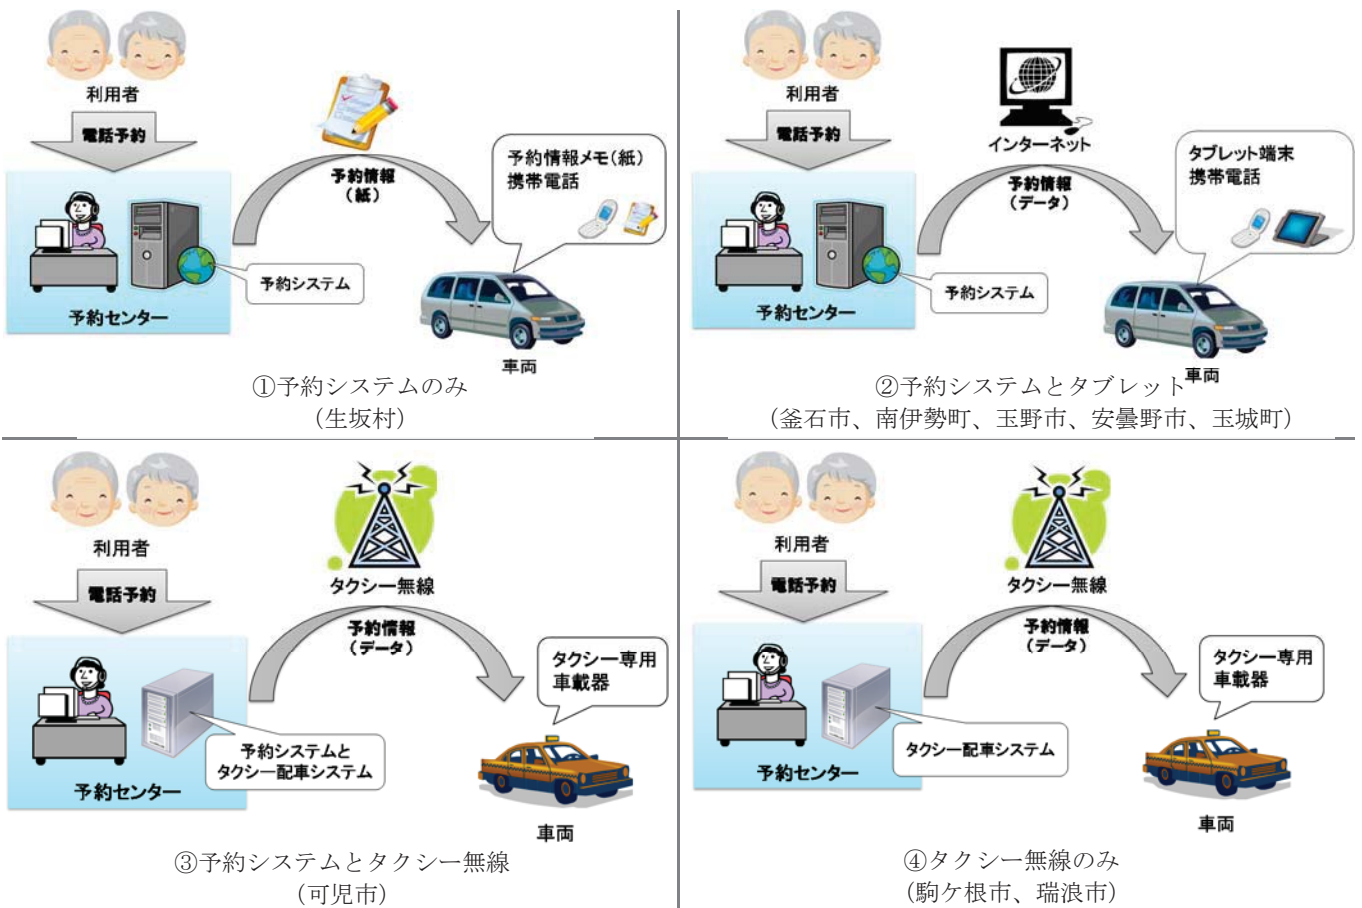 利用者
電話予約
予約情報
（紙）
予約情報メモ（紙）
携帯電話
予約システム
予約センター
車両
①予約システムのみ
（生坂村）
利用者
電話予約
インターネット
予約情報
（データ）
タブレット端末
携帯電話
予約システム
予約センター
車両
②予約システムとタブレット
（釜石市、南伊勢町、玉野市、安曇野市、玉城町）
利用者
電話予約
タクシー無線
予約情報
（データ）
タクシー専用
車載器
予約システムと
タクシー配車システム
予約センター
車両
③予約システムとタクシー無線
（可児市）
利用者
電話予約
タクシー無線
予約情報
（データ）
タクシー専用
車載器
タクシー配車システム
予約センター
車両
④タクシー無線のみ
（駒ケ根市、瑞浪市）